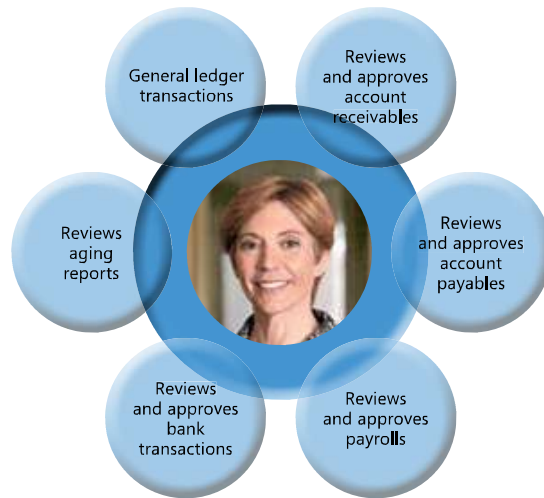 General ledger
transactions
Reviews
and approves
account
receivables
Reviews
aging
reports
Reviews
and approves
account
payables
Reviews
and approves
bank
transactions
Reviews
and approves
payrolls